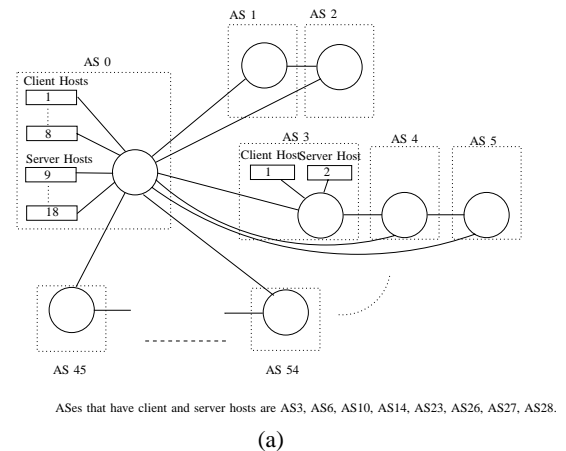 AS 1
AS 2
AS 0
Client Hosts
1
8
Server Hosts
9
18
AS 3
Client Host
Server Host
1
2
AS 4
AS 5
AS 45
AS 54
ASes that have client and server hosts are AS3, AS6, AS10, AS14, AS23, AS26, AS27, AS28.
(a)